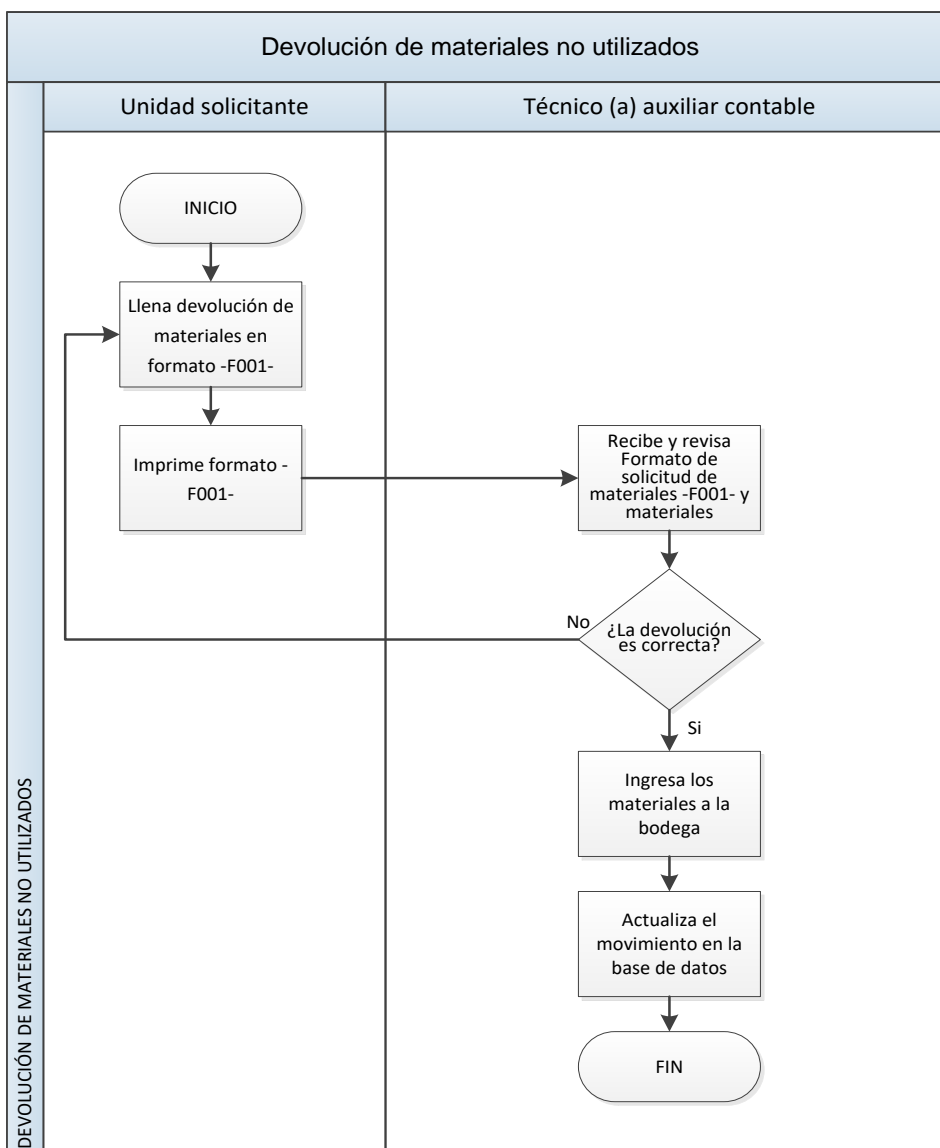 Devolución de materiales no utilizados
Unidad solicitante
Técnico (a) auxiliar contable
INICIO
Llena devolución de
materiales en
formato -F001-
Imprime formato -
F001-
Recibe y revisa
Formato de
solicitud de
materiales -F001- y
materiales
No
¿La devolución
es correcta?
Si
Ingresa los
materiales a la
bodega
Actualiza el
movimiento en la
base de datos
FIN
DEVOLUCIÓN DE MATERIALES NO UTILIZADOS